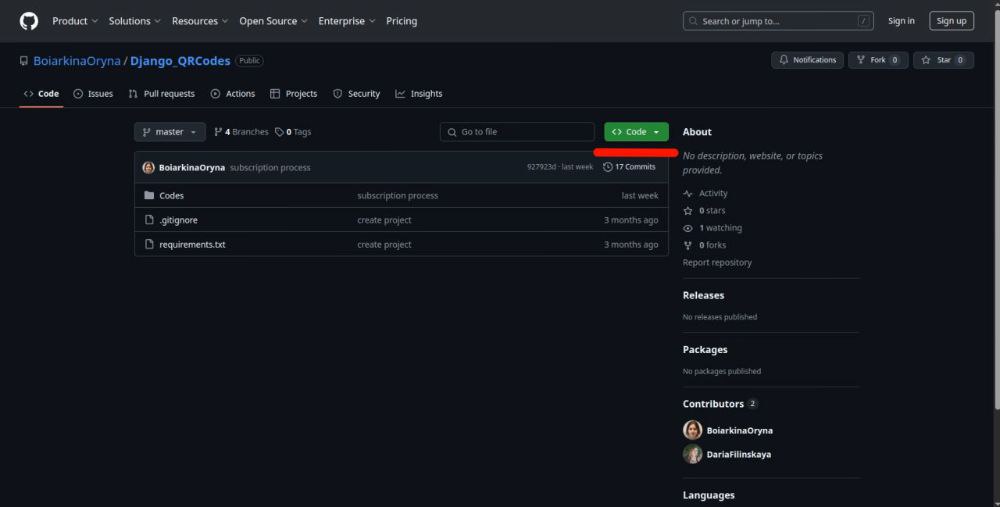 Product Solutions Resources Open Source Enterprise Pricing Search or jump to... / Sign in Sign up
BoiarkinaOryna / Django_QRCodes Public Notifications Fork 0 Star 0
Code Issues Pull requests Actions Projects Security Insights
master 4 Branches 0 Tags Go to file Code
BoiarkinaOryna subscription process 927923d · last week 17 Commits
Codes subscription process last week
.gitignore create project 3 months ago
requirements.txt create project 3 months ago
About
No description, website, or topics
provided.
Activity
0 stars
1 watching
0 forks
Report repository
Releases
No releases published
Packages
No packages published
Contributors 2
BoiarkinaOryna
DariaFilinskaya
Languages